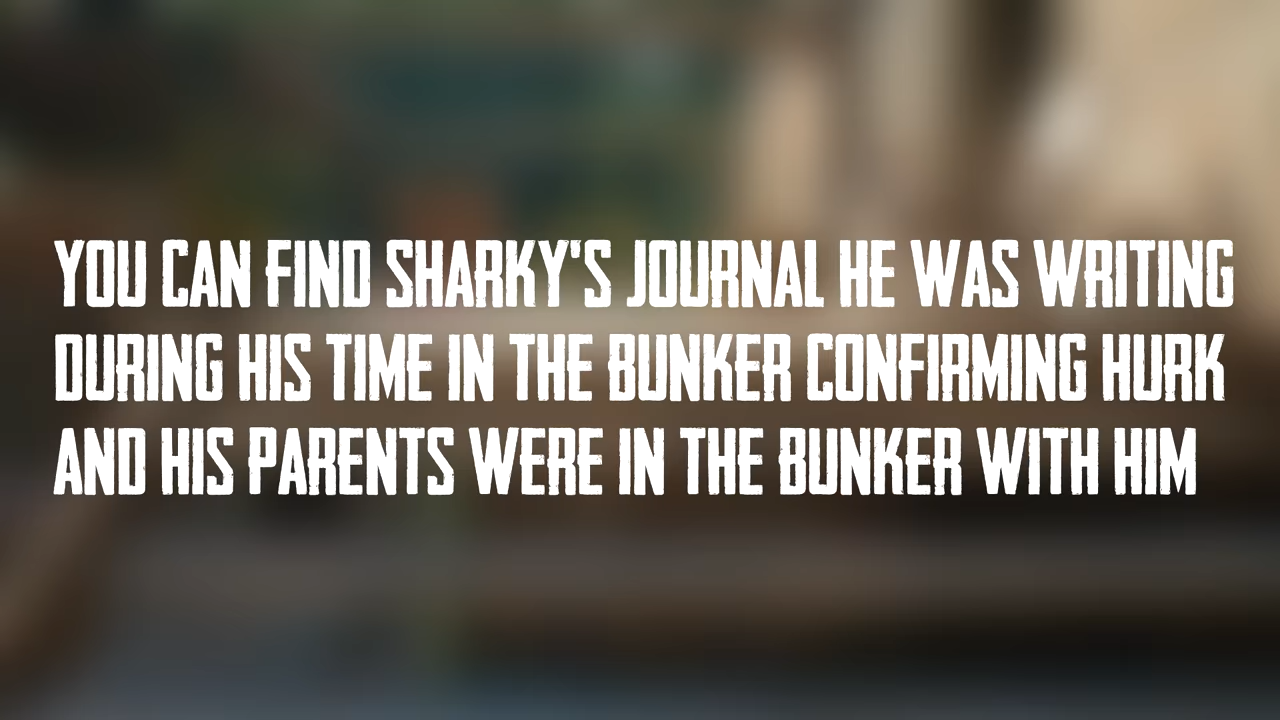 YOU CAN FIND SHARKY'S JOURNAL HE WAS WRITING
DURING HIS TIME IN THE BUNKER CONFIRMING HURK
AND HIS PARENTS WERE IN THE BUNKER WITH HIM